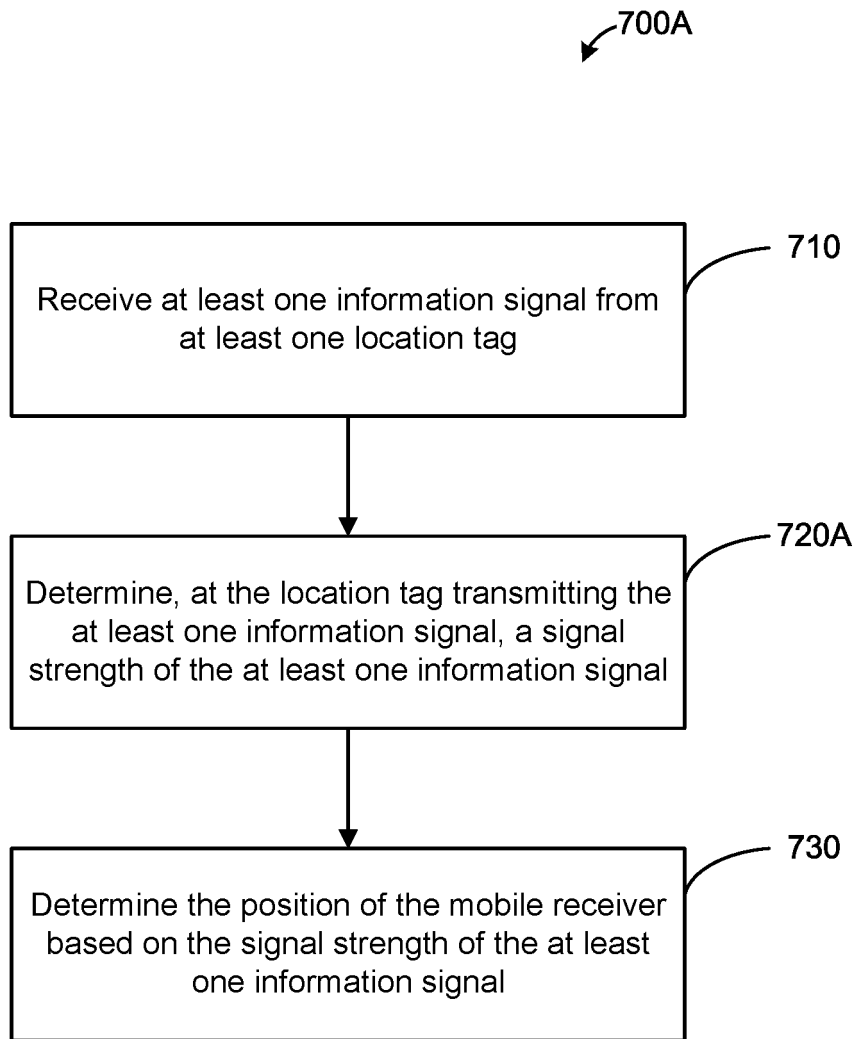 700A
710
Receive at least one information signal from
at least one location tag
720A
Determine, at the location tag transmitting the
at least one information signal, a signal
strength of the at least one information signal
730
Determine the position of the mobile receiver
based on the signal strength of the at least
one information signal